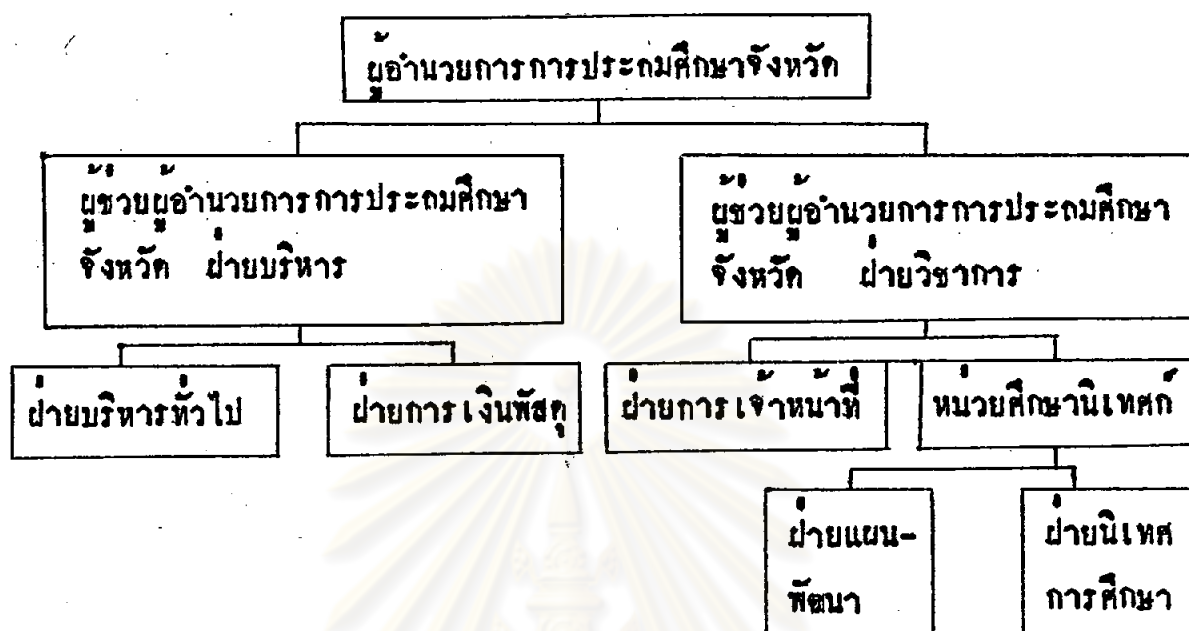 ผู้อำนวยการการประถมศึกษาจังหวัด
ผู้ช่วยผู้อำนวยการการประถมศึกษา
จังหวัด ฝ่ายบริหาร
ผู้ช่วยผู้อำนวยการการประถมศึกษา
จังหวัด ฝ่ายวิชาการ
ฝ่ายบริหารทั่วไป
ฝ่ายการเงินพัสดุ
ฝ่ายการเจ้าหน้าที่
หน่วยศึกษานิเทศก์
ฝ่ายแผน-
พัฒนา
ฝ่ายนิเทศ
การศึกษา